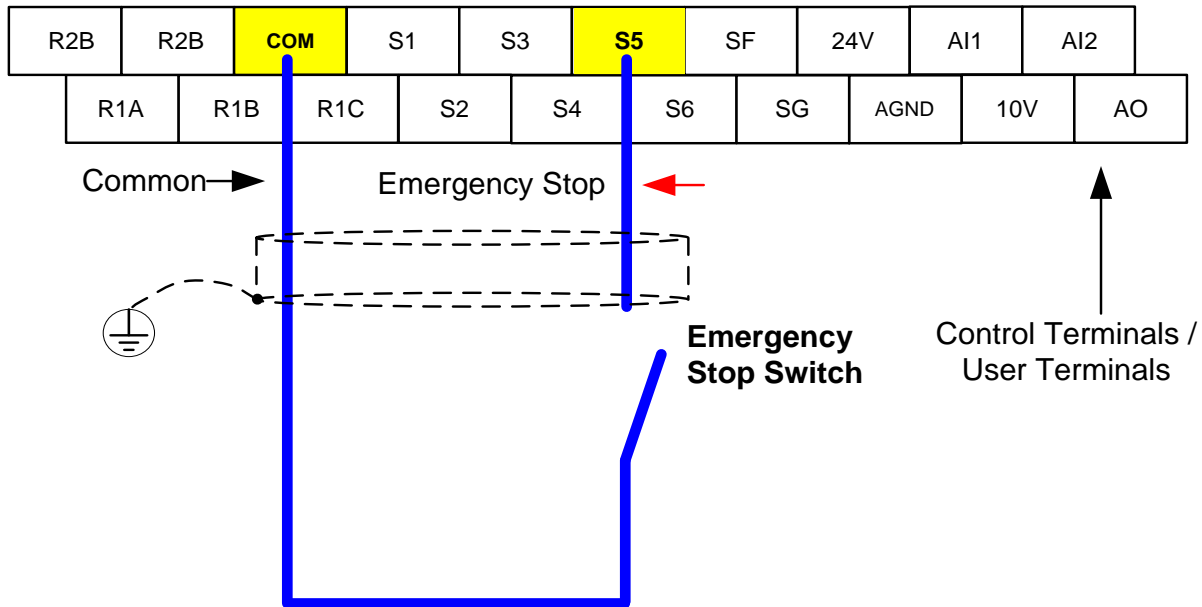 R2B R2B COM S1 S3 S5 SF 24V AI1 AI2
R1A R1B R1C S2 S4 S6 SG AGND 10V AO
Common Emergency Stop
Emergency
Stop Switch
Control Terminals /
User Terminals